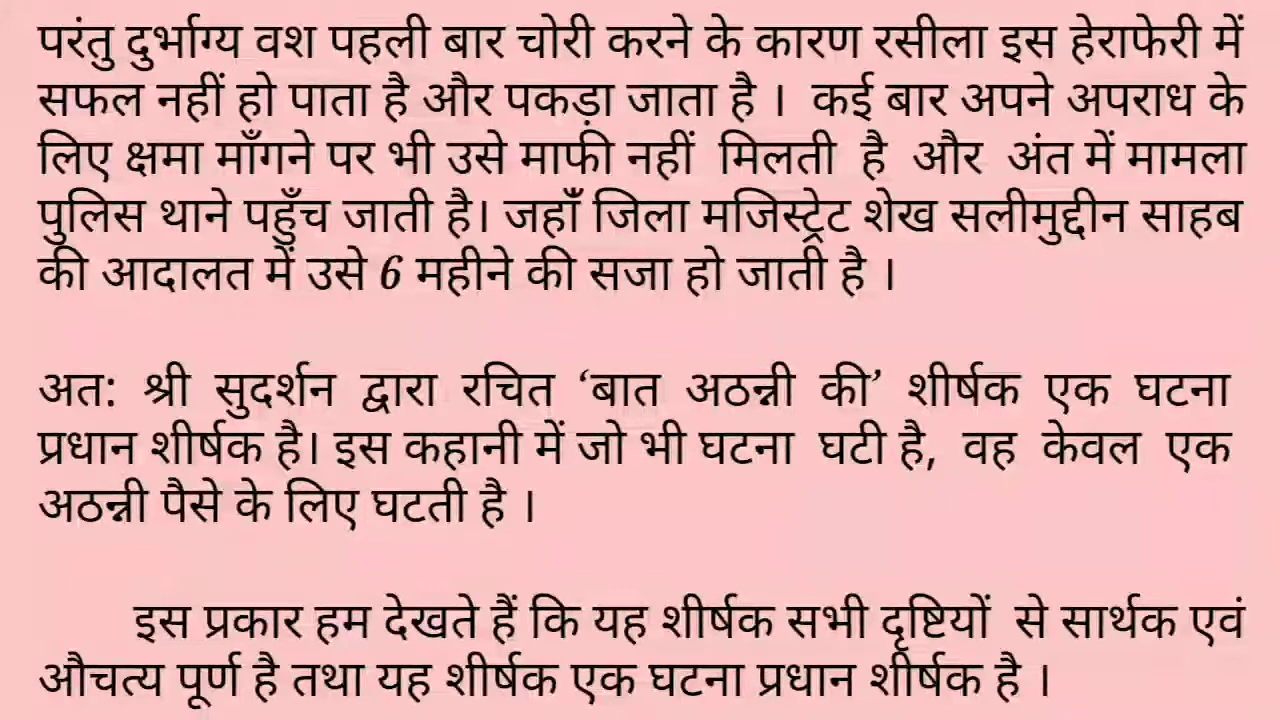 परंतु दुर्भाग्य वश पहली बार चोरी करने के कारण रसीला इस हेराफेरी में
सफल नहीं हो पाता है और पकड़ा जाता है । कई बार अपने अपराध के
लिए क्षमा माँगने पर भी उसे माफी नहीं मिलती है और अंत में मामला
पुलिस थाने पहुँच जाती है। जहाँ जिला मजिस्ट्रेट शेख सलीमुद्दीन साहब
की आदालत में उसे 6 महीने की सजा हो जाती है ।
अत: श्री सुदर्शन द्वारा रचित ‘बात अठन्नी की’ शीर्षक एक घटना
प्रधान शीर्षक है। इस कहानी में जो भी घटना घटी है, वह केवल एक
अठन्नी पैसे के लिए घटती है ।
इस प्रकार हम देखते हैं कि यह शीर्षक सभी दृष्टियों से सार्थक एवं
औचत्य पूर्ण है तथा यह शीर्षक एक घटना प्रधान शीर्षक है ।